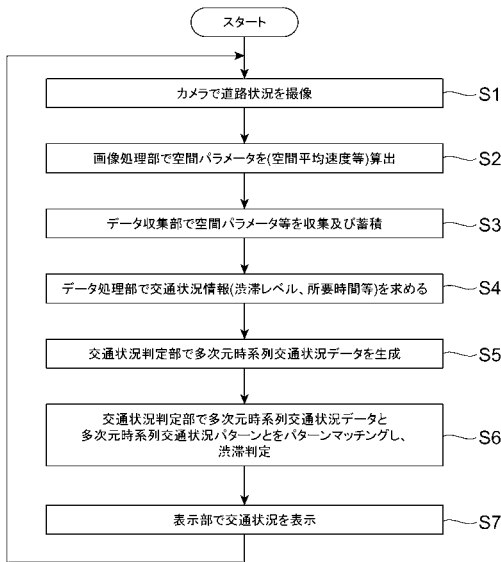 スタート
カメラで道路状況を撮像
S1
画像処理部で空間パラメータを(空間平均速度等)算出
S2
データ収集部で空間パラメータ等を収集及び蓄積
S3
データ処理部で交通状況情報(渋滞レベル、所要時間等)を求める
S4
交通状況判定部で多次元時系列交通状況データを生成
S5
交通状況判定部で多次元時系列交通状況データと
多次元時系列交通状況パターンとをパターンマッチングし、
渋滞判定
S6
表示部で交通状況を表示
S7